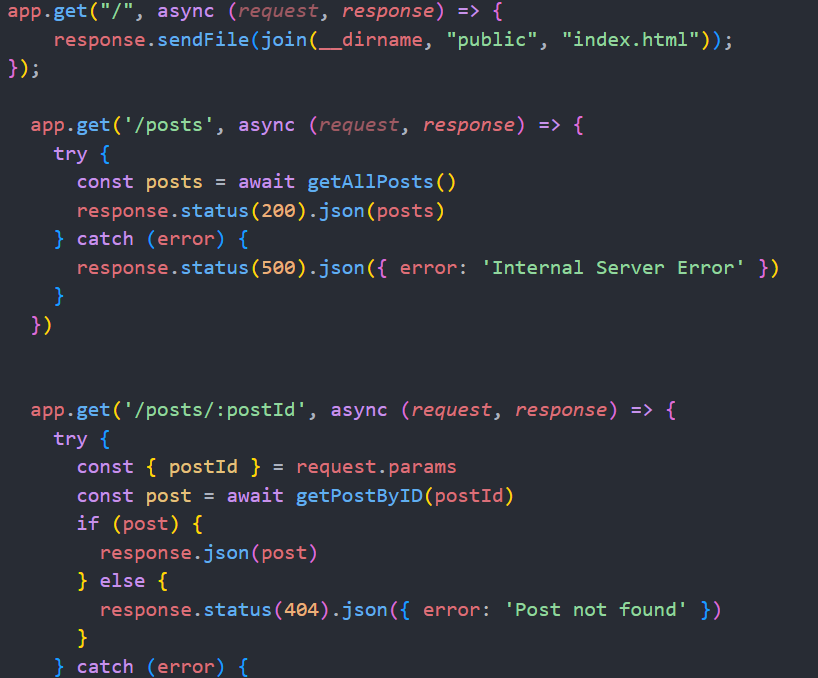 app.get("/", async (request, response) => {
    response.sendFile(join(__dirname, "public", "index.html"));
});
  app.get('/posts', async (request, response) => {
    try {
      const posts = await getAllPosts()
      response.status(200).json(posts)
    } catch (error) {
      response.status(500).json({ error: 'Internal Server Error' })
    }
  })
  app.get('/posts/:postId', async (request, response) => {
    try {
      const { postId } = request.params
      const post = await getPostByID(postId)
      if (post) {
        response.json(post)
      } else {
        response.status(404).json({ error: 'Post not found' })
      }
    } catch (error) {